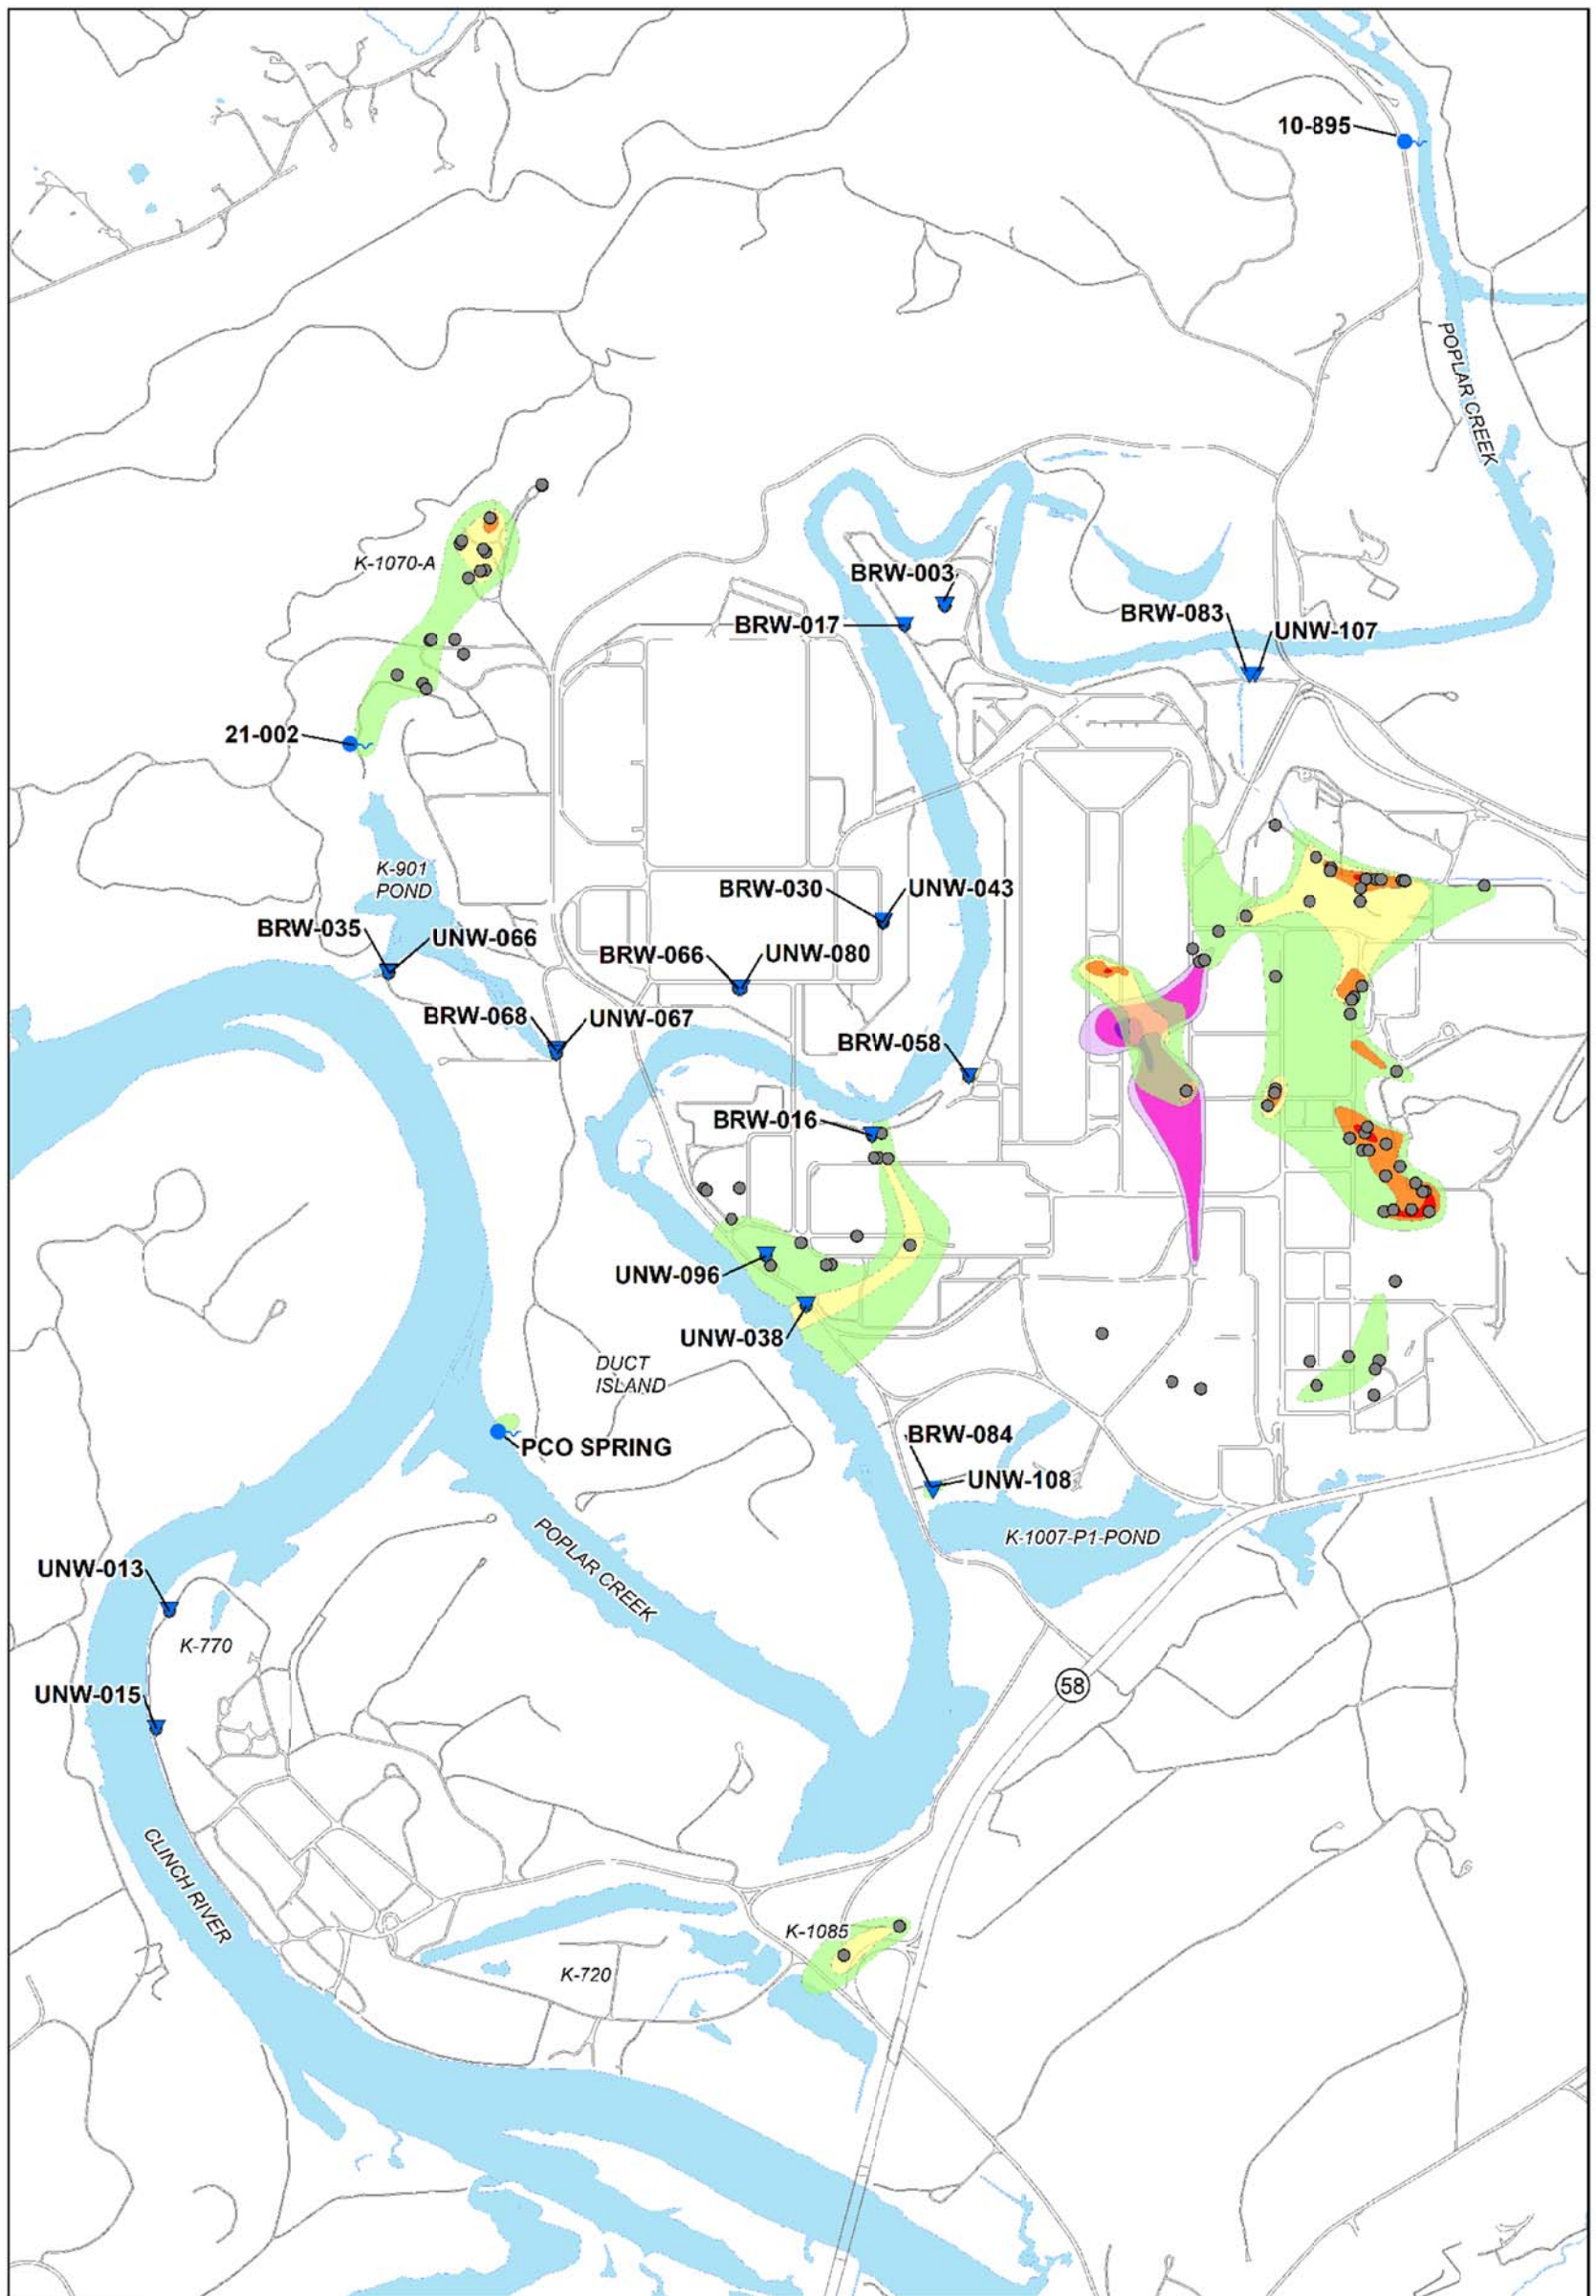 10-895
POPLAR CREEK
K-1070-A
BRW-003
BRW-017
BRW-083
UNW-107
21-002
K-901
POND
BRW-030
UNW-043
BRW-035
UNW-066
BRW-066
UNW-080
BRW-068
UNW-067
BRW-058
BRW-016
UNW-096
UNW-038
DUCT
ISLAND
PCO SPRING
BRW-084
UNW-108
K-1007-P1-POND
POPLAR CREEK
UNW-013
K-770
58
UNW-015
CLINCH RIVER
K-1085
K-720